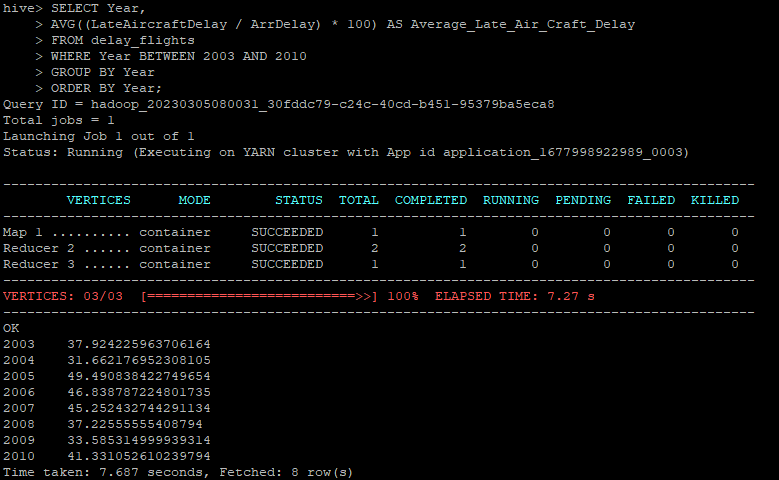 hive> SELECT Year,
    > AVG((LateAircraftDelay / ArrDelay) * 100) AS Average_Late_Air_Craft_Delay
    > FROM delay_flights
    > WHERE Year BETWEEN 2003 AND 2010
    > GROUP BY Year
    > ORDER BY Year;
Query ID = hadoop_20230305080031_30fddc79-c24c-40cd-b451-95379ba5eca8
Total jobs = 1
Launching Job 1 out of 1
Status: Running (Executing on YARN cluster with App id application_1677998922989_0003)
----------------------------------------------------------------------------------------------
        VERTICES      MODE        STATUS  TOTAL  COMPLETED  RUNNING  PENDING  FAILED  KILLED
----------------------------------------------------------------------------------------------
Map 1 .......... container     SUCCEEDED      1          1        0        0       0       0
Reducer 2 ...... container     SUCCEEDED      2          2        0        0       0       0
Reducer 3 ...... container     SUCCEEDED      1          1        0        0       0       0
----------------------------------------------------------------------------------------------
VERTICES: 03/03  [==========================>>] 100%  ELAPSED TIME: 7.27 s
----------------------------------------------------------------------------------------------
OK
2003    37.924225963706164
2004    31.662176952308105
2005    49.490838422749654
2006    46.838787224801735
2007    45.252432744291134
2008    37.22555555408794
2009    33.585314999939314
2010    41.331052610239794
Time taken: 7.687 seconds, Fetched: 8 row(s)